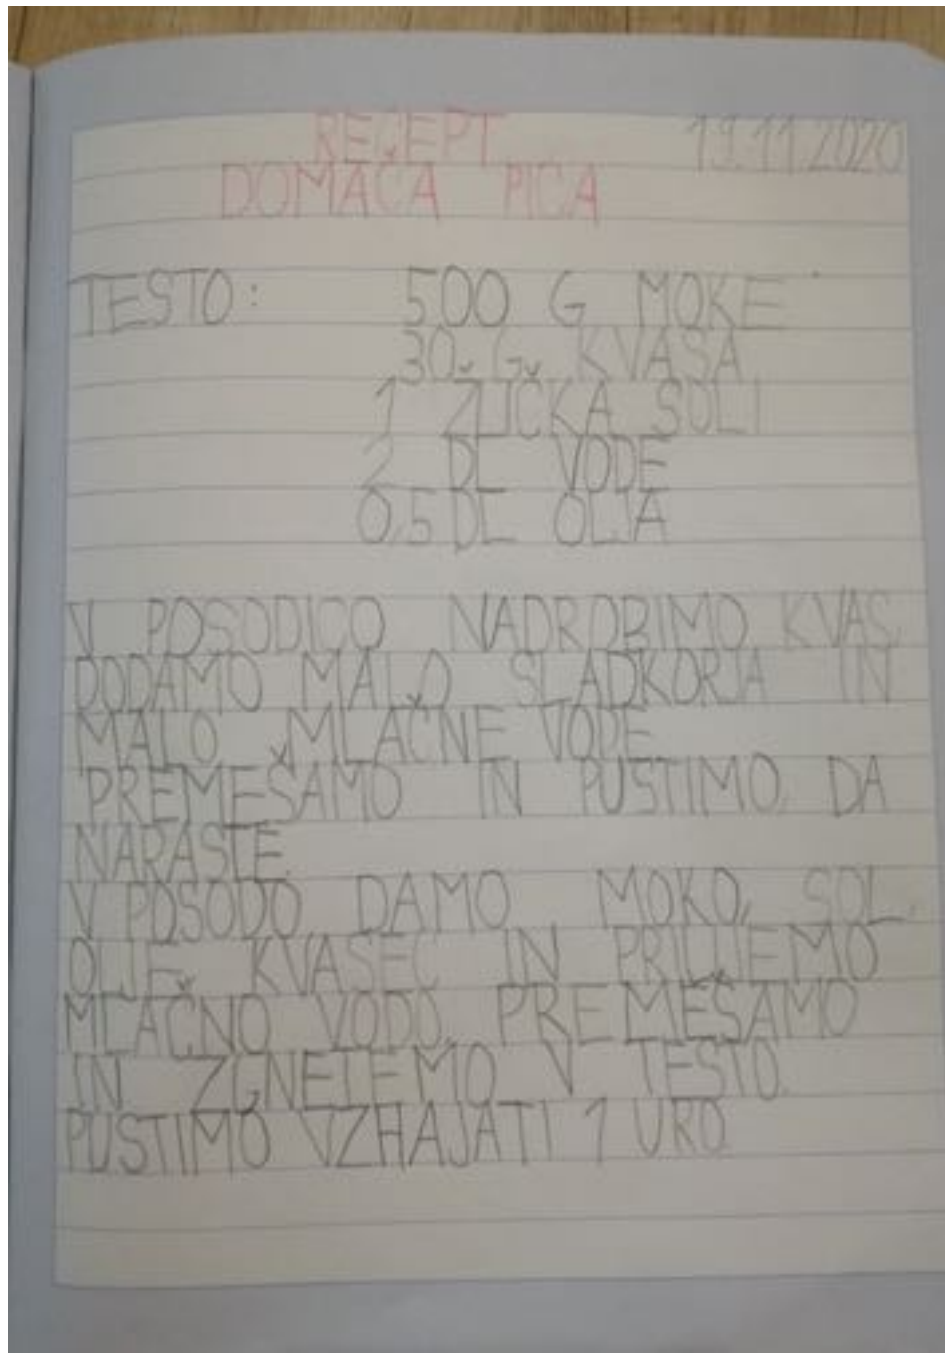 RECEPT 19.11.2020
DOMAČA PICA
TESTO: 500 G MOKE
30 G KVASA
1 ŽLIČKA SOLI
2 DL VODE
0,5 DL OLJA
V POSODICO NADROBIMO KVAS,
DODAMO MALO SLADKORJA IN
MALO MLAČNE VODE.
PREMEŠAMO IN PUSTIMO, DA
NARASTE.
V POSODO DAMO MOKO, SOL,
OLJE, KVASEC IN PRILIJEMO
MLAČNO VODO. PREMEŠAMO
IN ZGNETEMO V TESTO.
PUSTIMO VZHAJATI 1 URO.